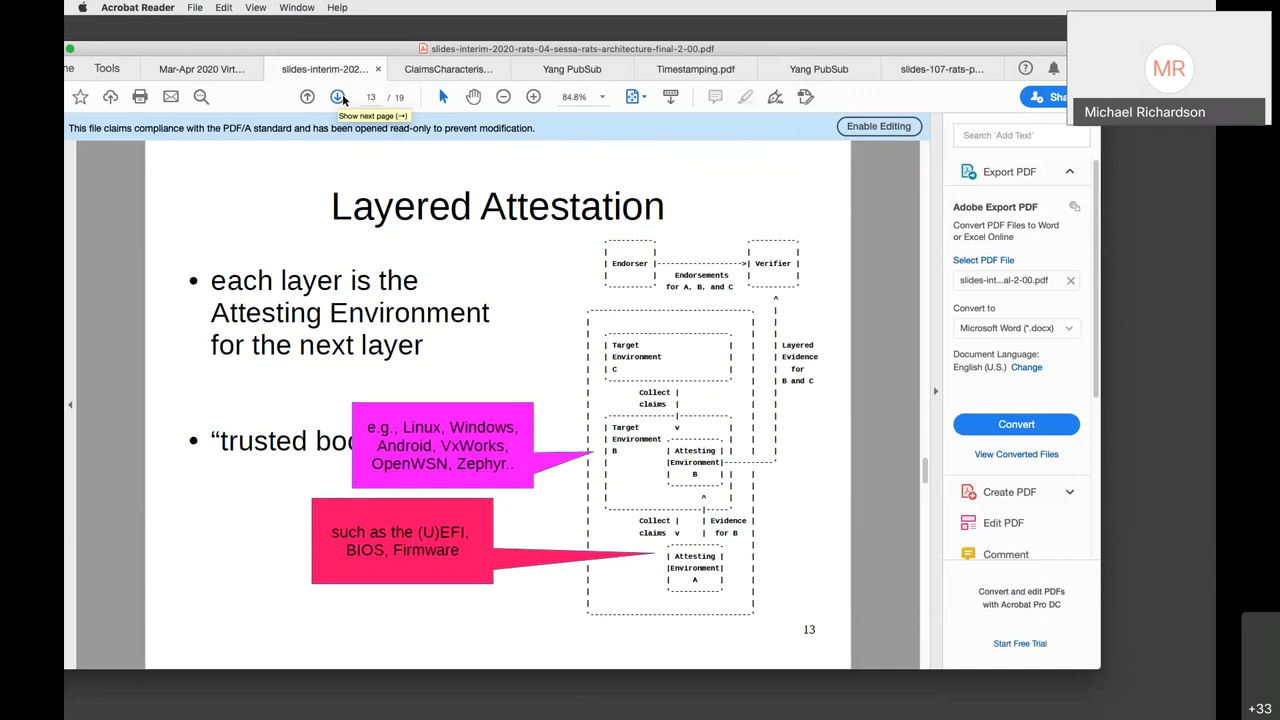 Acrobat Reader File Edit View Window Help
slides-interim-2020-rats-04-sessa-rats-architecture-final-2-00.pdf
me Tools Mar-Apr 2020 Virt... slides-interim-202... × ClaimsCharacteris... Yang PubSub Timestamping.pdf Yang PubSub slides-107-rats-p...
13 / 19 84.8% Sha
Show next page (→)
This file claims compliance with the PDF/A standard and has been opened read-only to prevent modification.
Enable Editing
MR
Michael Richardson
Search 'Add Text'
Export PDF
Adobe Export PDF
Convert PDF Files to Word
or Excel Online
Select PDF File
slides-int...al-2-00.pdf
Convert to
Microsoft Word (*.docx)
Document Language:
English (U.S.) Change
Convert
View Converted Files
Create PDF
Edit PDF
Comment
Convert and edit PDFs
with Acrobat Pro DC
Start Free Trial
Layered Attestation
• each layer is the
Attesting Environment
for the next layer
• “trusted boo
e.g., Linux, Windows,
Android, VxWorks,
OpenWSN, Zephyr..
such as the (U)EFI,
BIOS, Firmware
Endorser
Verifier
Endorsements
for A, B, and C
Target
Environment
C
Layered
Evidence
for
B and C
Collect
claims
Target
Environment
B
Attesting
Environment
B
Collect
claims
Evidence
for B
Attesting
Environment
A
13
+33